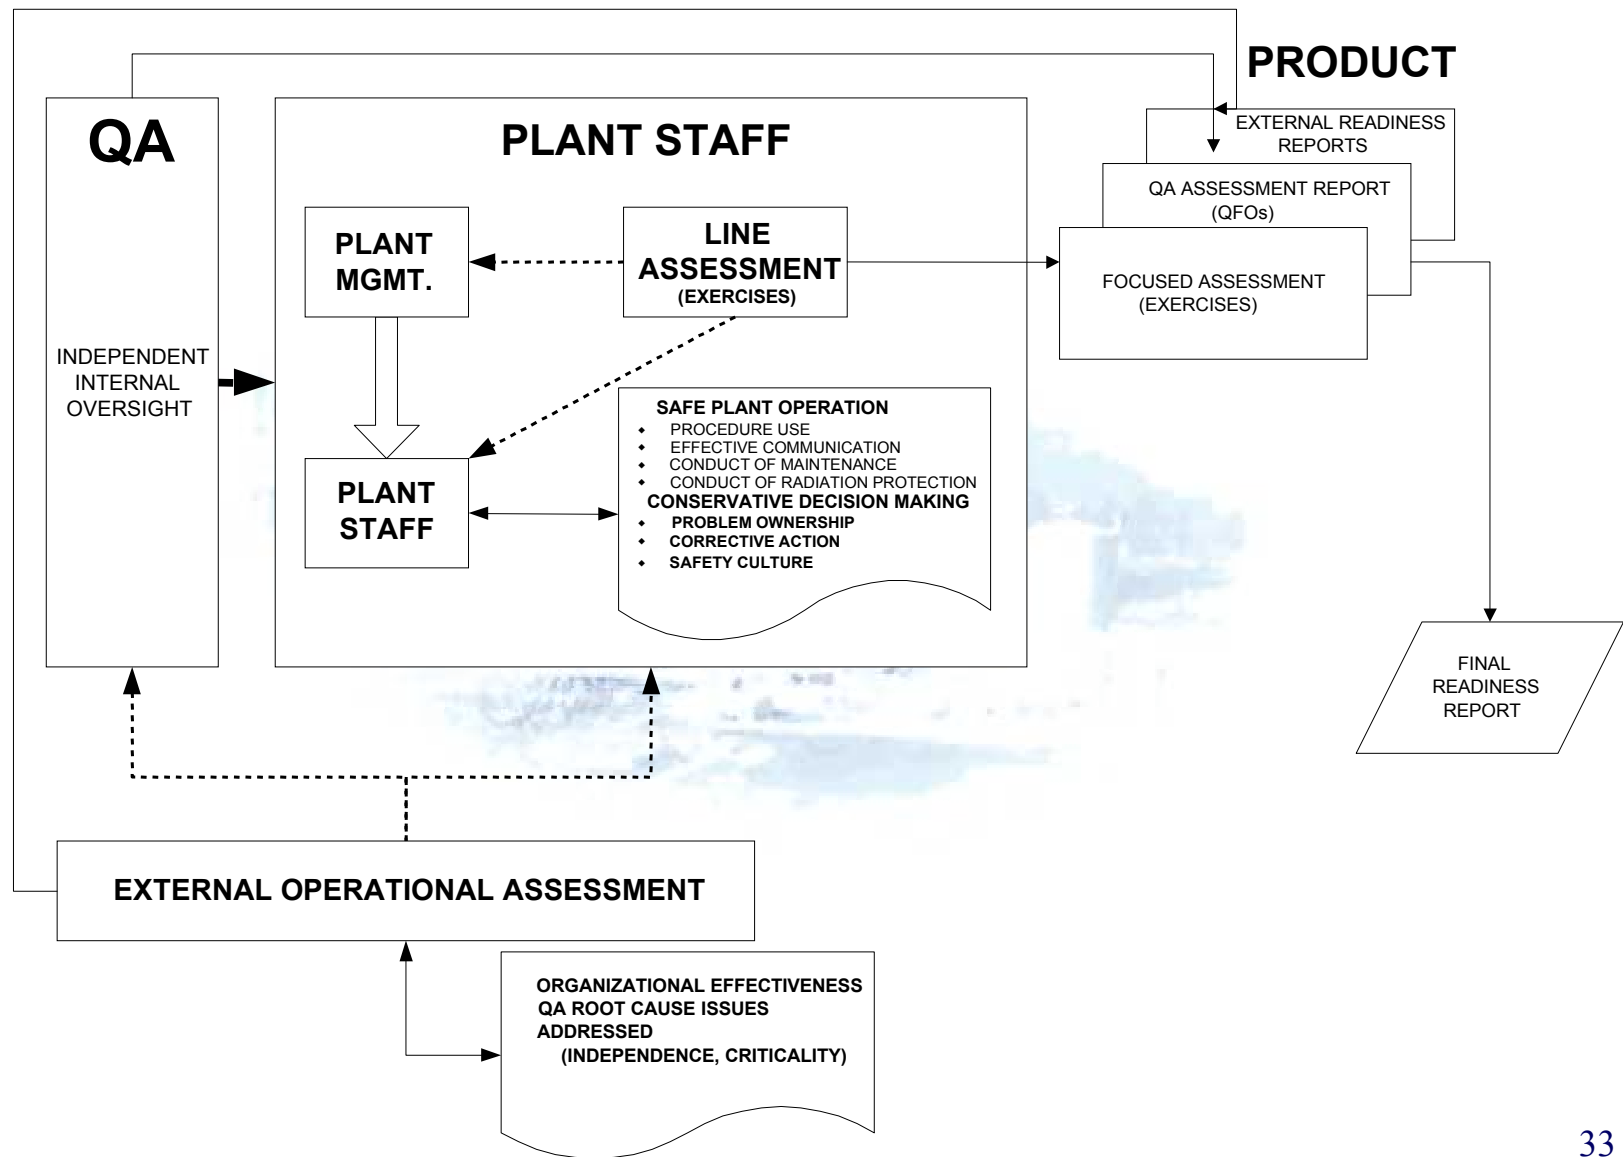 PRODUCT
QA
INDEPENDENT
INTERNAL
OVERSIGHT
PLANT STAFF
PLANT
MGMT.
LINE
ASSESSMENT
(EXERCISES)
PLANT
STAFF
SAFE PLANT OPERATION
◆ PROCEDURE USE
◆ EFFECTIVE COMMUNICATION
◆ CONDUCT OF MAINTENANCE
◆ CONDUCT OF RADIATION PROTECTION
CONSERVATIVE DECISION MAKING
◆ PROBLEM OWNERSHIP
◆ CORRECTIVE ACTION
◆ SAFETY CULTURE
EXTERNAL READINESS
REPORTS
QA ASSESSMENT REPORT
(QFOs)
FOCUSED ASSESSMENT
(EXERCISES)
FINAL
READINESS
REPORT
EXTERNAL OPERATIONAL ASSESSMENT
ORGANIZATIONAL EFFECTIVENESS
QA ROOT CAUSE ISSUES
ADDRESSED
(INDEPENDENCE, CRITICALITY)
33